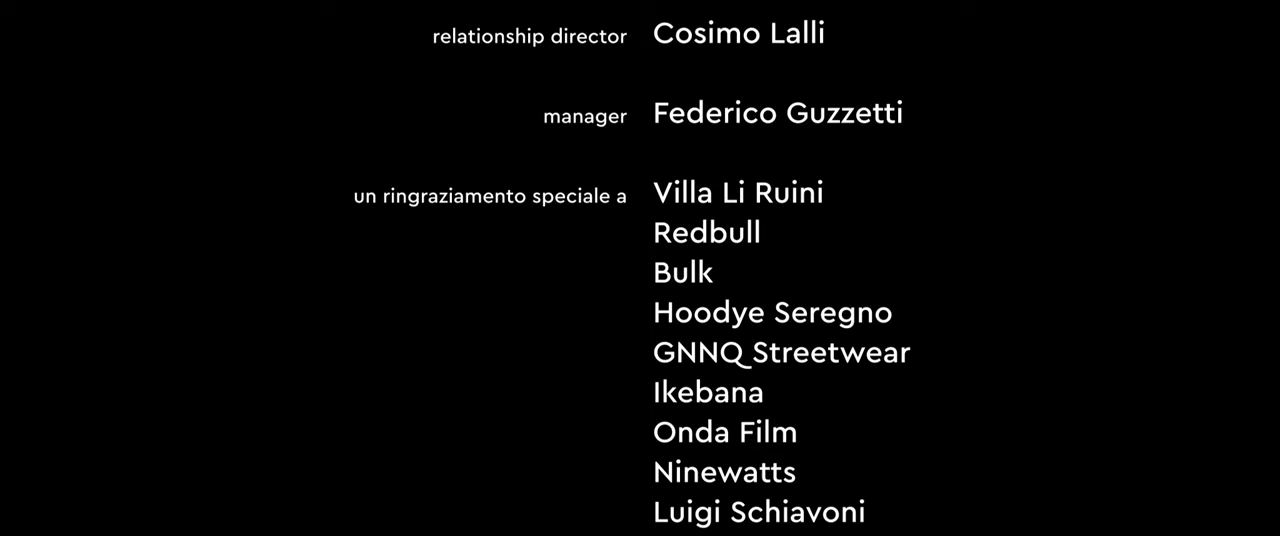 relationship director Cosimo Lalli
manager Federico Guzzetti
un ringraziamento speciale a Villa Li Ruini
Redbull
Bulk
Hoodye Seregno
GNNQ Streetwear
Ikebana
Onda Film
Ninewatts
Luigi Schiavoni